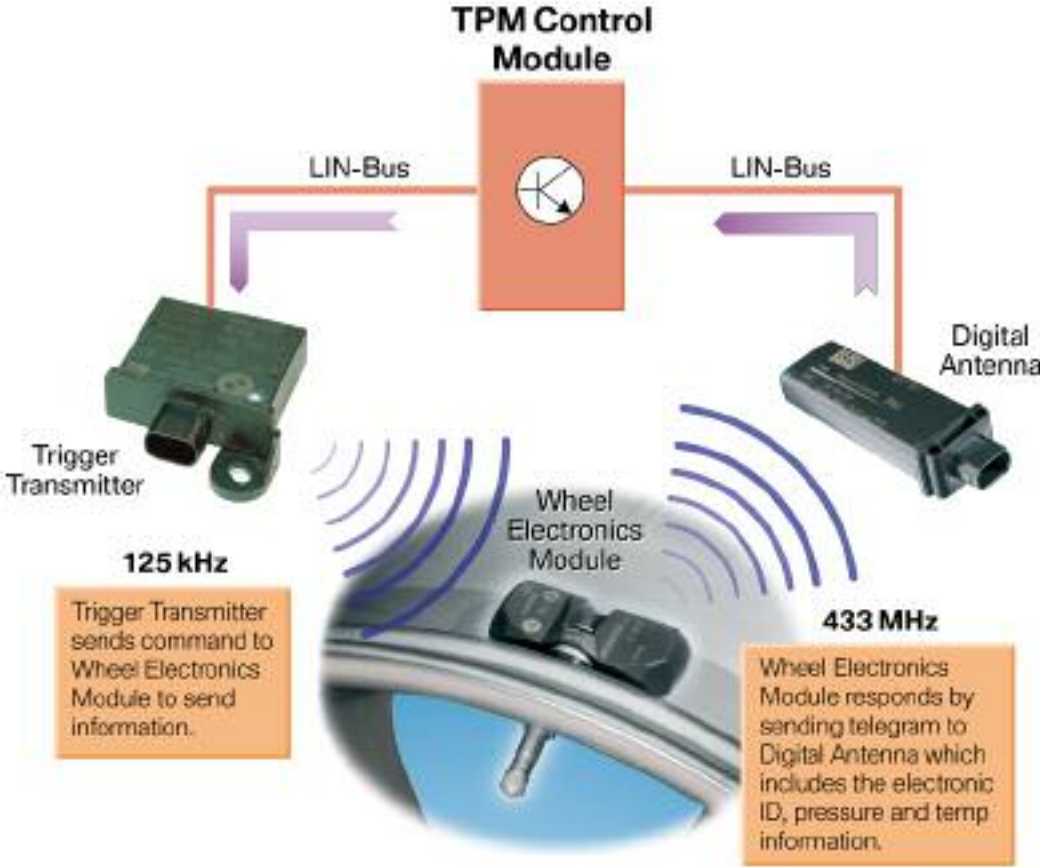 TPM Control
Module
LIN-Bus
LIN-Bus
Digital
Antenna
Trigger
Transmitter
Wheel
Electronics
Module
125 kHz
Trigger Transmitter
sends command to
Wheel Electronics
Module to send
information.
433 MHz
Wheel Electronics
Module responds by
sending telegram to
Digital Antenna which
includes the electronic
ID, pressure and temp
information.